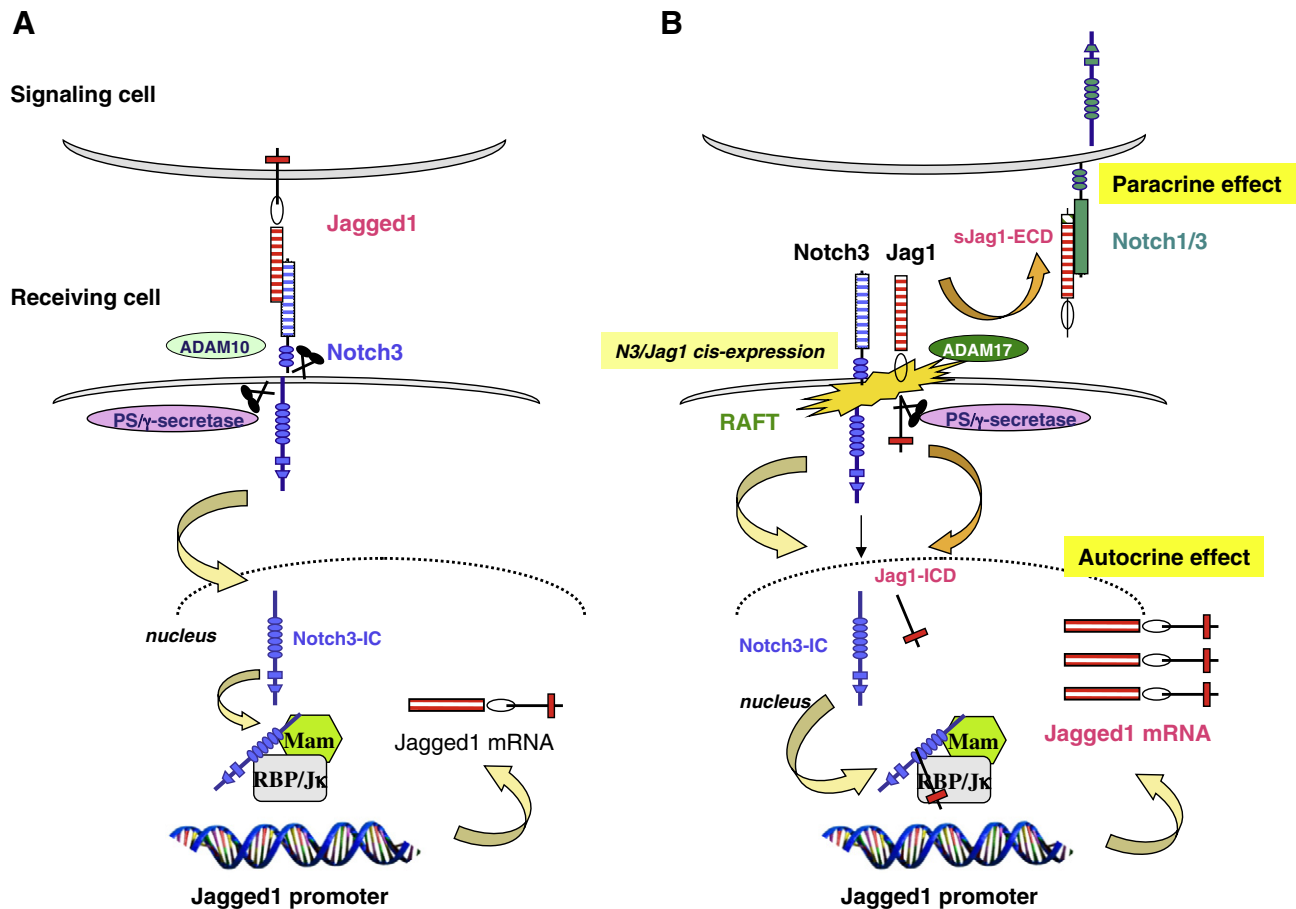 A
Signaling cell
Jagged1
Receiving cell
ADAM10
Notch3
PS/γ-secretase
nucleus
Notch3-IC
Mam
RBP/Jκ
Jagged1 mRNA
Jagged1 promoter
B
Paracrine effect
sJag1-ECD
Notch1/3
Notch3
Jag1
N3/Jag1 cis-expression
ADAM17
RAFT
PS/γ-secretase
Autocrine effect
Jag1-ICD
Notch3-IC
nucleus
Mam
RBP/Jκ
Jagged1 mRNA
Jagged1 promoter